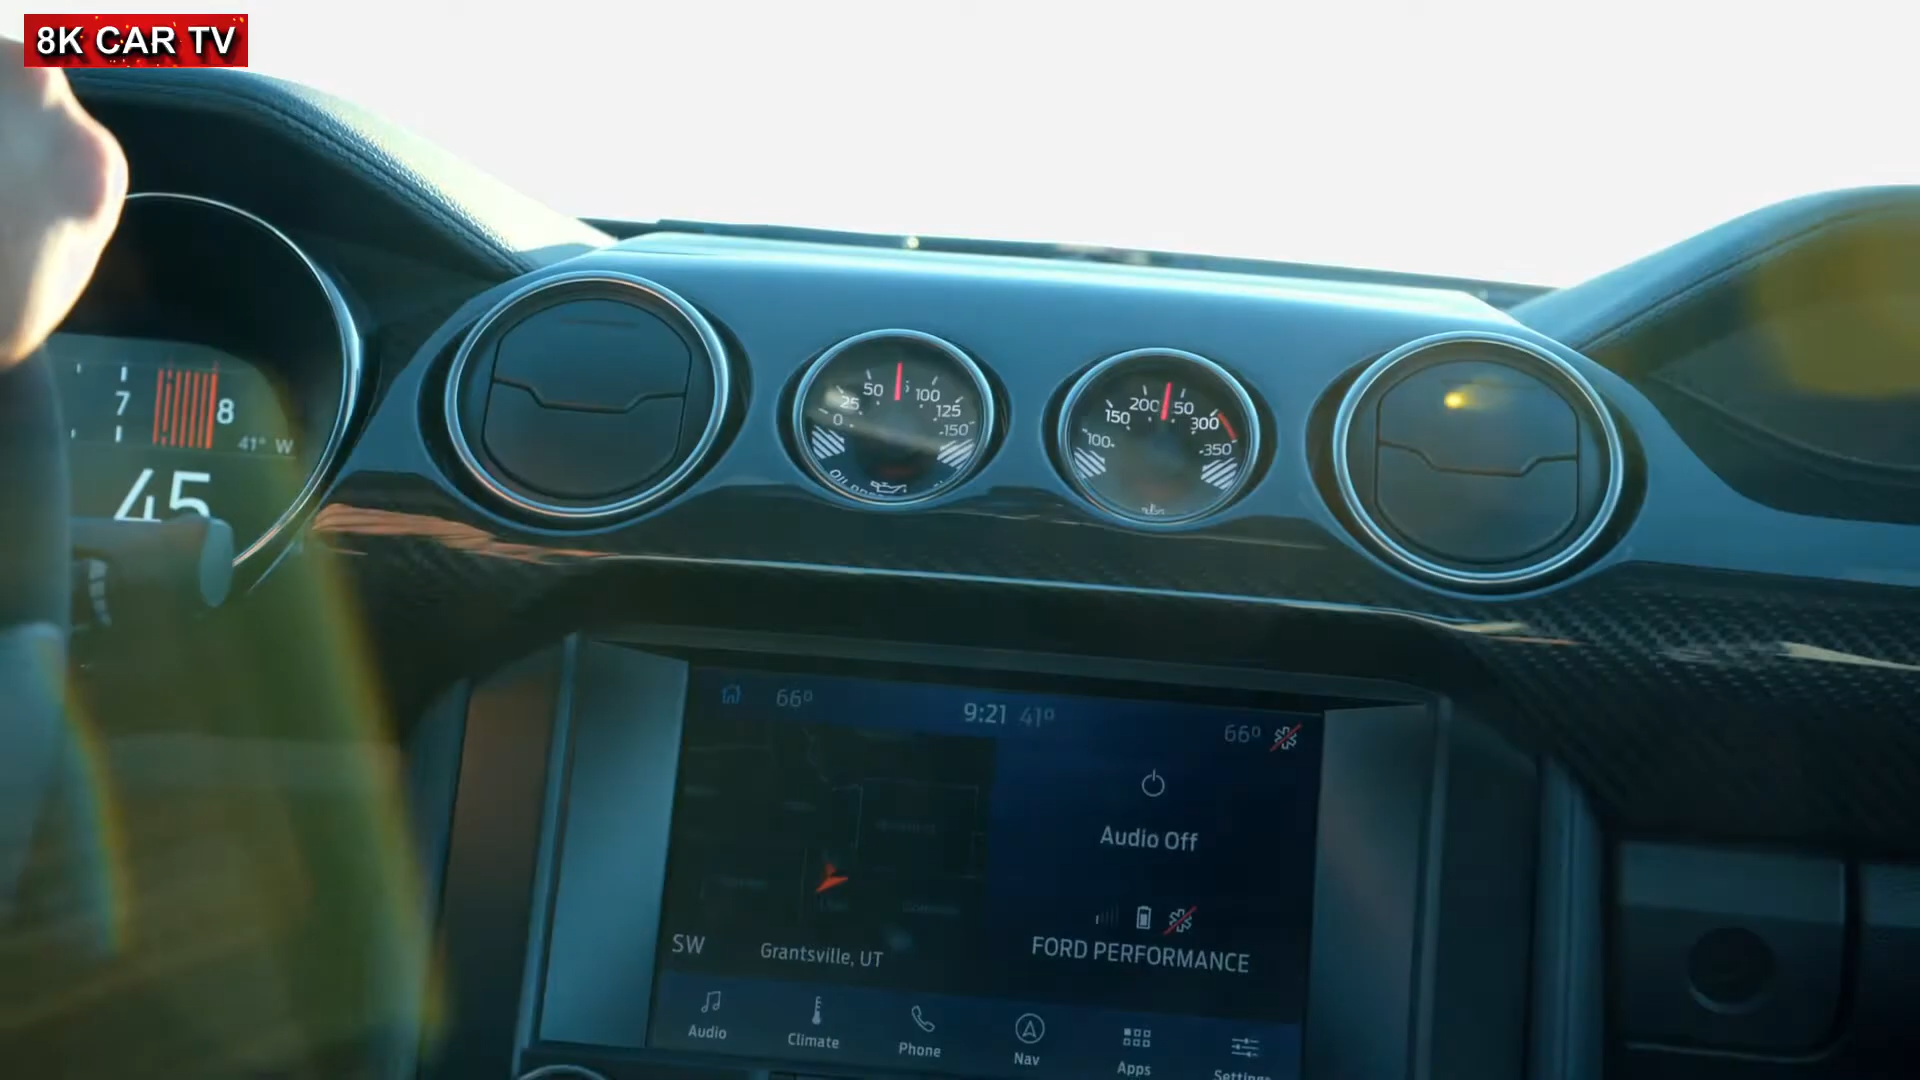 8K CAR TV
7
8
41° W
45
0
25
50
100
125
150
100
150
200
50
300
350
66°
9:21 41°
66°
Audio Off
FORD PERFORMANCE
SW
Grantsville, UT
Audio
Climate
Phone
Nav
Apps